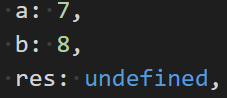 a: 7,
b: 8,
res: undefined,